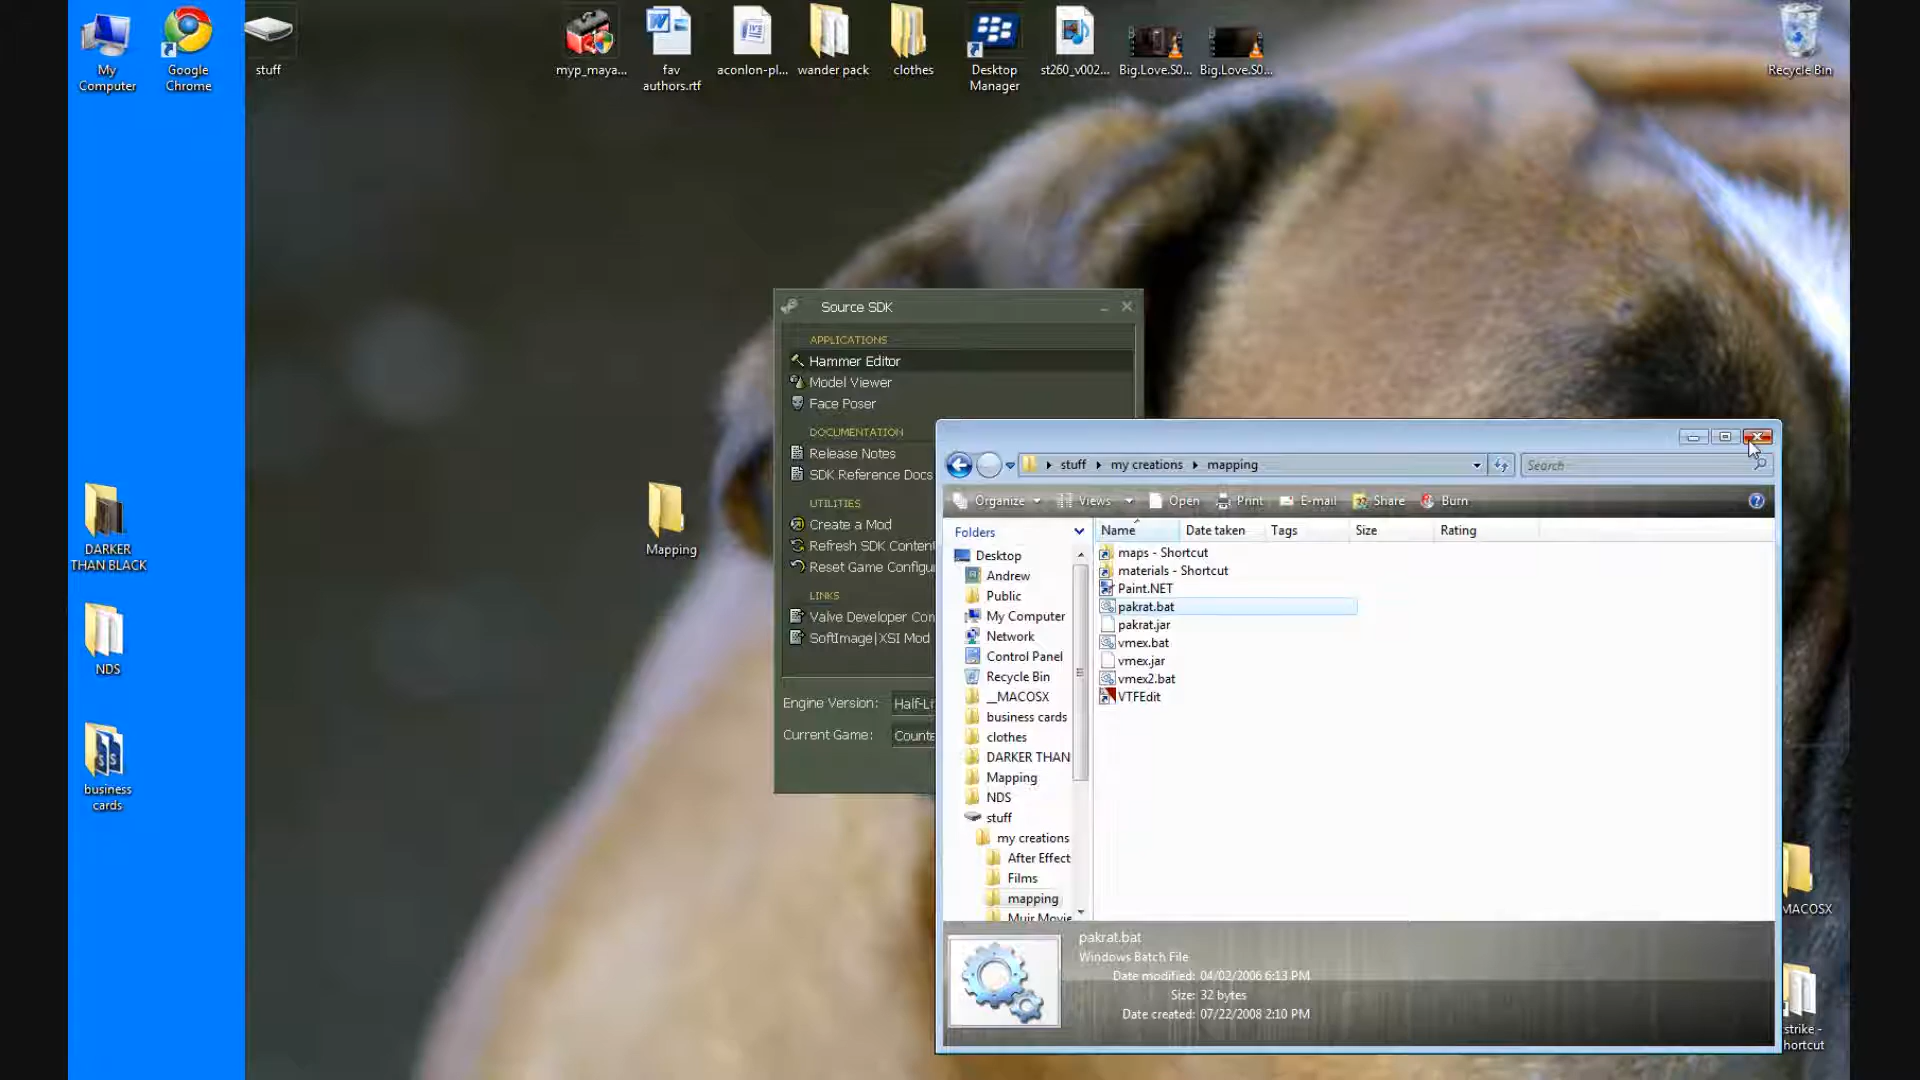 My
Computer
Google
Chrome
stuff
myp_maya...
fav
authors.rtf
aconlon-pl...
wander pack
clothes
Desktop
Manager
st260_v002...
Big.Love.S0...
Big.Love.S0...
Recycle Bin
DARKER
THAN BLACK
NDS
business
cards
Mapping
Source SDK
APPLICATIONS
Hammer Editor
Model Viewer
Face Poser
DOCUMENTATION
Release Notes
SDK Reference Docs
UTILITIES
Create a Mod
Refresh SDK Content
Reset Game Configu
LINKS
Valve Developer Con
SoftImage|XSI Mod
Engine Version: Half-Li
Current Game: Counte
stuff my creations mapping
Search
Organize Views Open Print E-mail Share Burn
Folders
Name Date taken Tags Size Rating
Desktop
Andrew
Public
My Computer
Network
Control Panel
Recycle Bin
__MACOSX
business cards
clothes
DARKER THAN
Mapping
NDS
stuff
my creations
After Effect
Films
mapping
Muir Movie
maps - Shortcut
materials - Shortcut
Paint.NET
pakrat.bat
pakrat.jar
vmex.bat
vmex.jar
vmex2.bat
VTFEdit
pakrat.bat
Windows Batch File
Date modified: 04/02/2006 6:13 PM
Size: 32 bytes
Date created: 07/22/2008 2:10 PM
MACOSX
strike -
hortcut